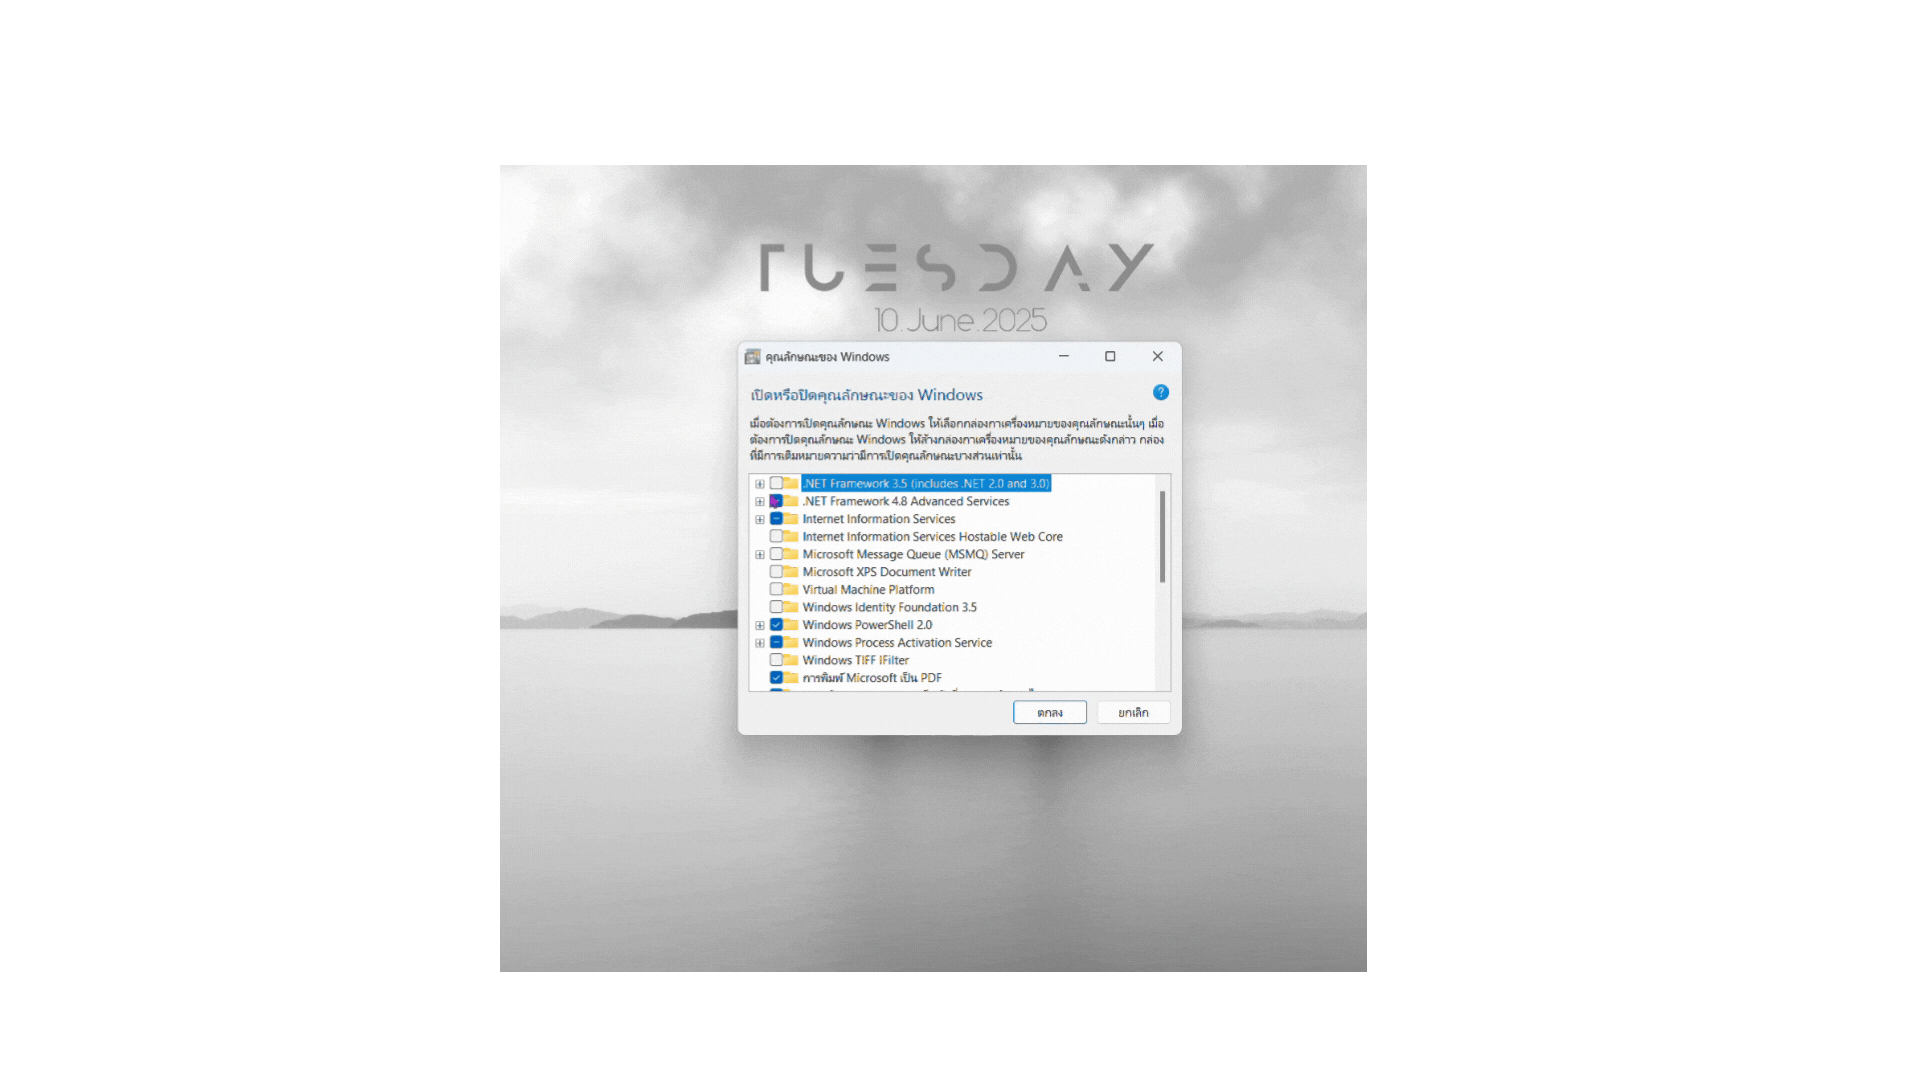 TUESDAY
10.June.2025
คุณลักษณะของ Windows
เปิดหรือปิดคุณลักษณะของ Windows
เมื่อต้องการเปิดคุณลักษณะ Windows ให้เลือกกล่องกาเครื่องหมายของคุณลักษณะนั้นๆ เมื่อ
ต้องการปิดคุณลักษณะ Windows ให้ล้างกล่องกาเครื่องหมายของคุณลักษณะดังกล่าว กล่อง
ที่มีการเติมหมายความว่ามีการเปิดคุณลักษณะบางส่วนเท่านั้น
.NET Framework 3.5 (includes .NET 2.0 and 3.0)
.NET Framework 4.8 Advanced Services
Internet Information Services
Internet Information Services Hostable Web Core
Microsoft Message Queue (MSMQ) Server
Microsoft XPS Document Writer
Virtual Machine Platform
Windows Identity Foundation 3.5
Windows PowerShell 2.0
Windows Process Activation Service
Windows TIFF IFilter
การพิมพ์ Microsoft เป็น PDF
ตกลง
ยกเลิก